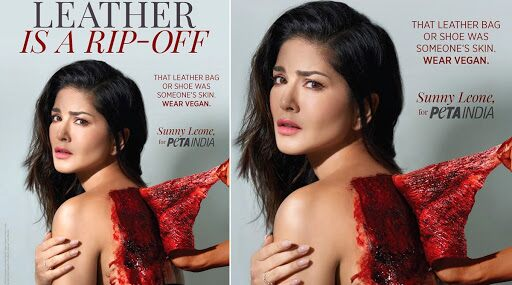 LEATHER
IS A RIP-OFF
THAT LEATHER BAG
OR SHOE WAS
SOMEONE'S SKIN.
WEAR VEGAN.
Sunny Leone,
for PETA INDIA
THAT LEATHER BAG
OR SHOE WAS
SOMEONE'S SKIN.
WEAR VEGAN.
Sunny Leone,
for PETA INDIA